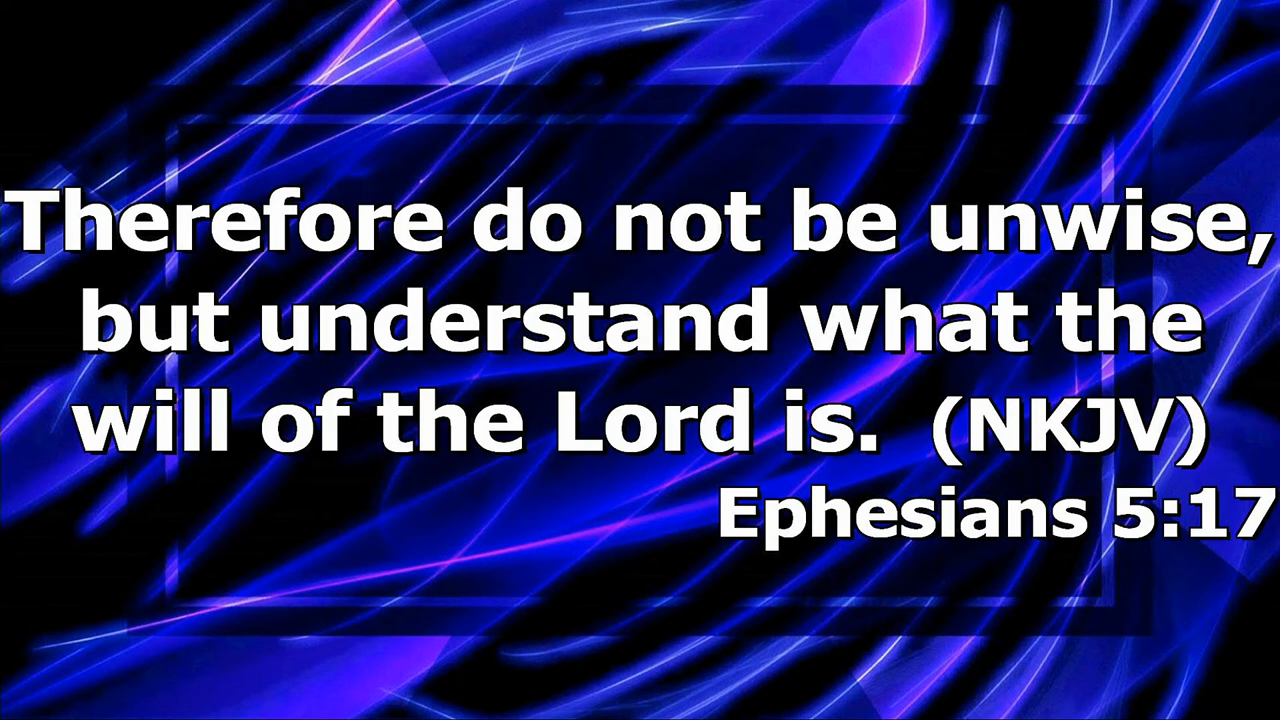 Therefore do not be unwise,
but understand what the
will of the Lord is.  (NKJV)
Ephesians 5:17